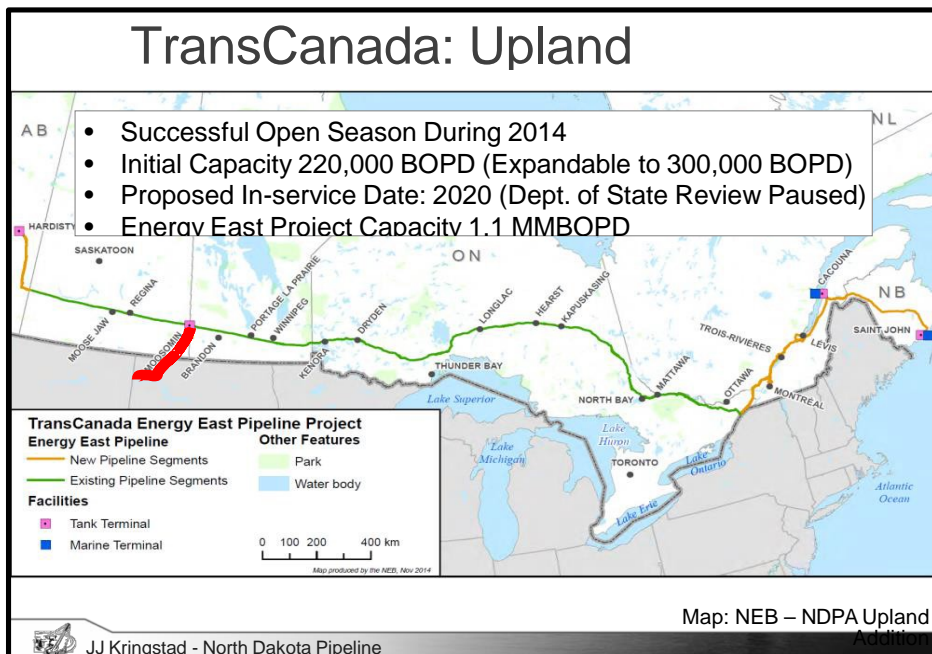 TransCanada: Upland
• Successful Open Season During 2014
• Initial Capacity 220,000 BOPD (Expandable to 300,000 BOPD)
• Proposed In-service Date: 2020 (Dept. of State Review Paused)
• Energy East Project Capacity 1.1 MMBOPD
AB
NL
HARDISTY
SASKATOON
ON
CACOUNA
NB
MOOSE JAW
REGINA
MOOSOMIN
BRANDON
PORTAGE LA PRAIRIE
WINNIPEG
KENORA
DRYDEN
LONGLAC
HEARST
KAPUSKASING
TROIS-RIVIÈRES
LÉVIS
SAINT JOHN
THUNDER BAY
NORTH BAY
MATTAWA
OTTAWA
MONTRÉAL
Lake Superior
Lake Michigan
Lake Huron
TORONTO
Lake Ontario
Lake Erie
Atlantic Ocean
TransCanada Energy East Pipeline Project
Energy East Pipeline
New Pipeline Segments
Existing Pipeline Segments
Facilities
Tank Terminal
Marine Terminal
Other Features
Park
Water body
0 100 200 400 km
Map produced by the NEB, Nov 2014
Map: NEB – NDPA Upland
Addition
JJ Kringstad - North Dakota Pipeline